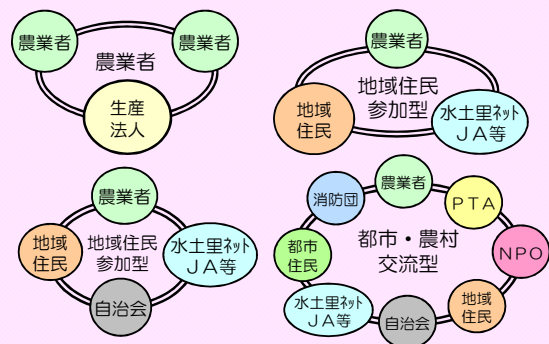 農業者
農業者
農業者
生産
法人
農業者
地域住民
参加型
地域
住民
水土里ネット
ＪＡ等
農業者
地域
住民
地域住民
参加型
水土里ネット
ＪＡ等
自治会
農業者
消防団
ＰＴＡ
都市
住民
都市・農村
交流型
ＮＰＯ
水土里ネット
ＪＡ等
自治会
地域
住民